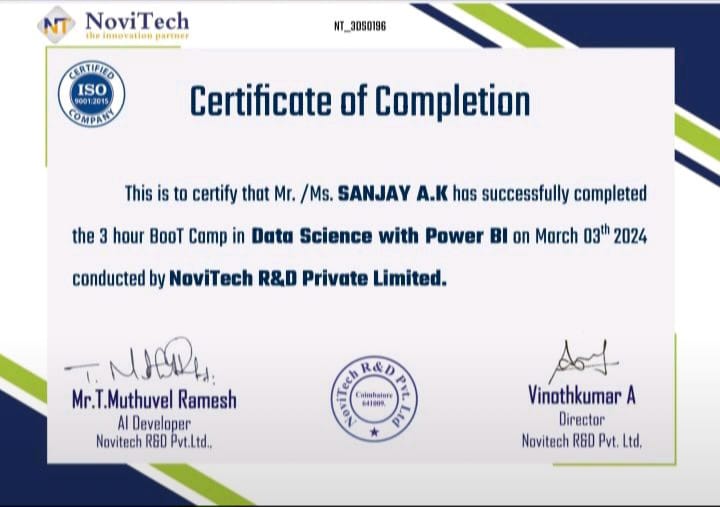 NT NoviTech
the innovation partner
NT_3DS0196
CERTIFIED
ISO
9001:2015
COMPANY
Certificate of Completion
This is to certify that Mr. /Ms. SANJAY A.K has successfully completed
the 3 hour BooT Camp in Data Science with Power BI on March 03th 2024
conducted by NoviTech R&D Private Limited.
Mr.T.Muthuvel Ramesh
AI Developer
Novitech R&D Pvt.Ltd.,
NoviTech R&D Pvt. Ltd
Coimbatore
641009.
Vinothkumar A
Director
Novitech R&D Pvt. Ltd,